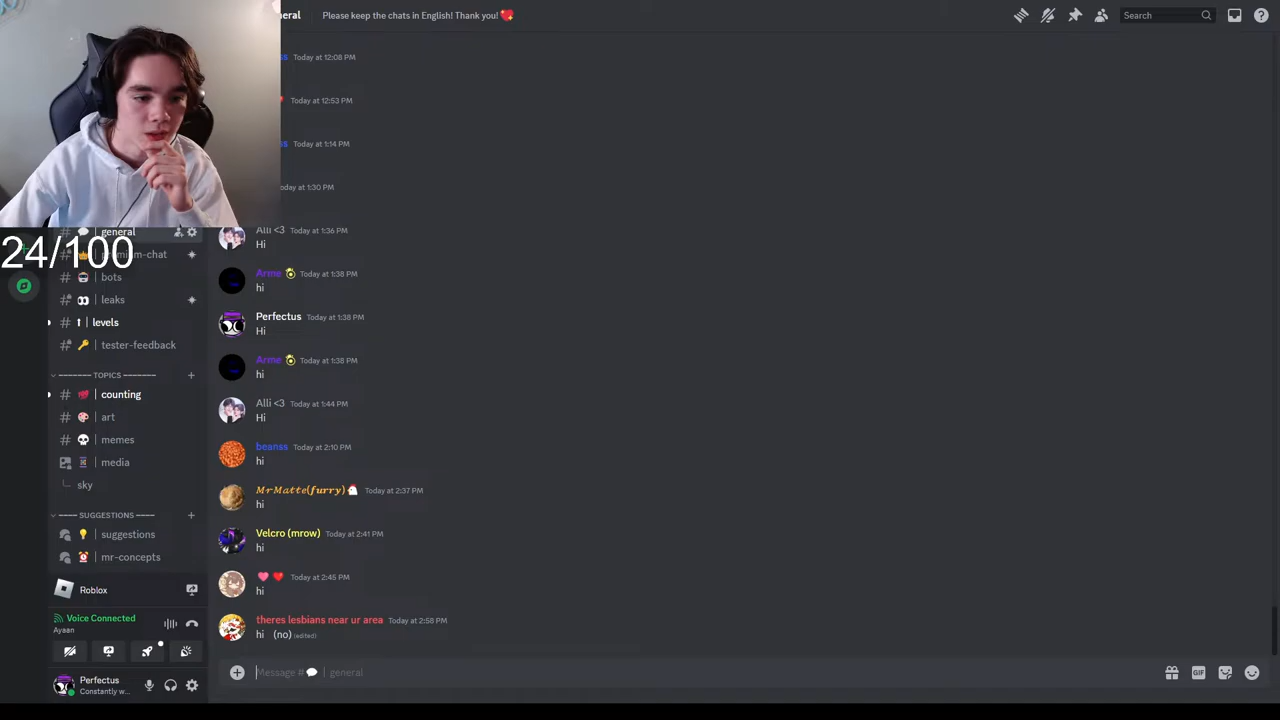 Please keep the chats in English! Thank you!
Search
Today at 12:08 PM
Today at 12:53 PM
Today at 1:14 PM
today at 1:30 PM
Alli <3 Today at 1:36 PM
Hi
Arme Today at 1:38 PM
hi
Perfectus Today at 1:38 PM
Hi
Arme Today at 1:38 PM
hi
Alli <3 Today at 1:44 PM
Hi
beanss Today at 2:10 PM
hi
MrMatte(furry) Today at 2:37 PM
hi
Velcro (mrow) Today at 2:41 PM
hi
Today at 2:45 PM
hi
theres lesbians near ur area Today at 2:58 PM
hi (no) (edited)
Message # | general
# | general
24/100
premium-chat
# | bots
# | leaks
# | levels
# | tester-feedback
TOPICS
# | counting
# | art
# | memes
| media
sky
SUGGESTIONS
| suggestions
| mr-concepts
Roblox
Voice Connected
Ayaan
Perfectus
Constantly w...